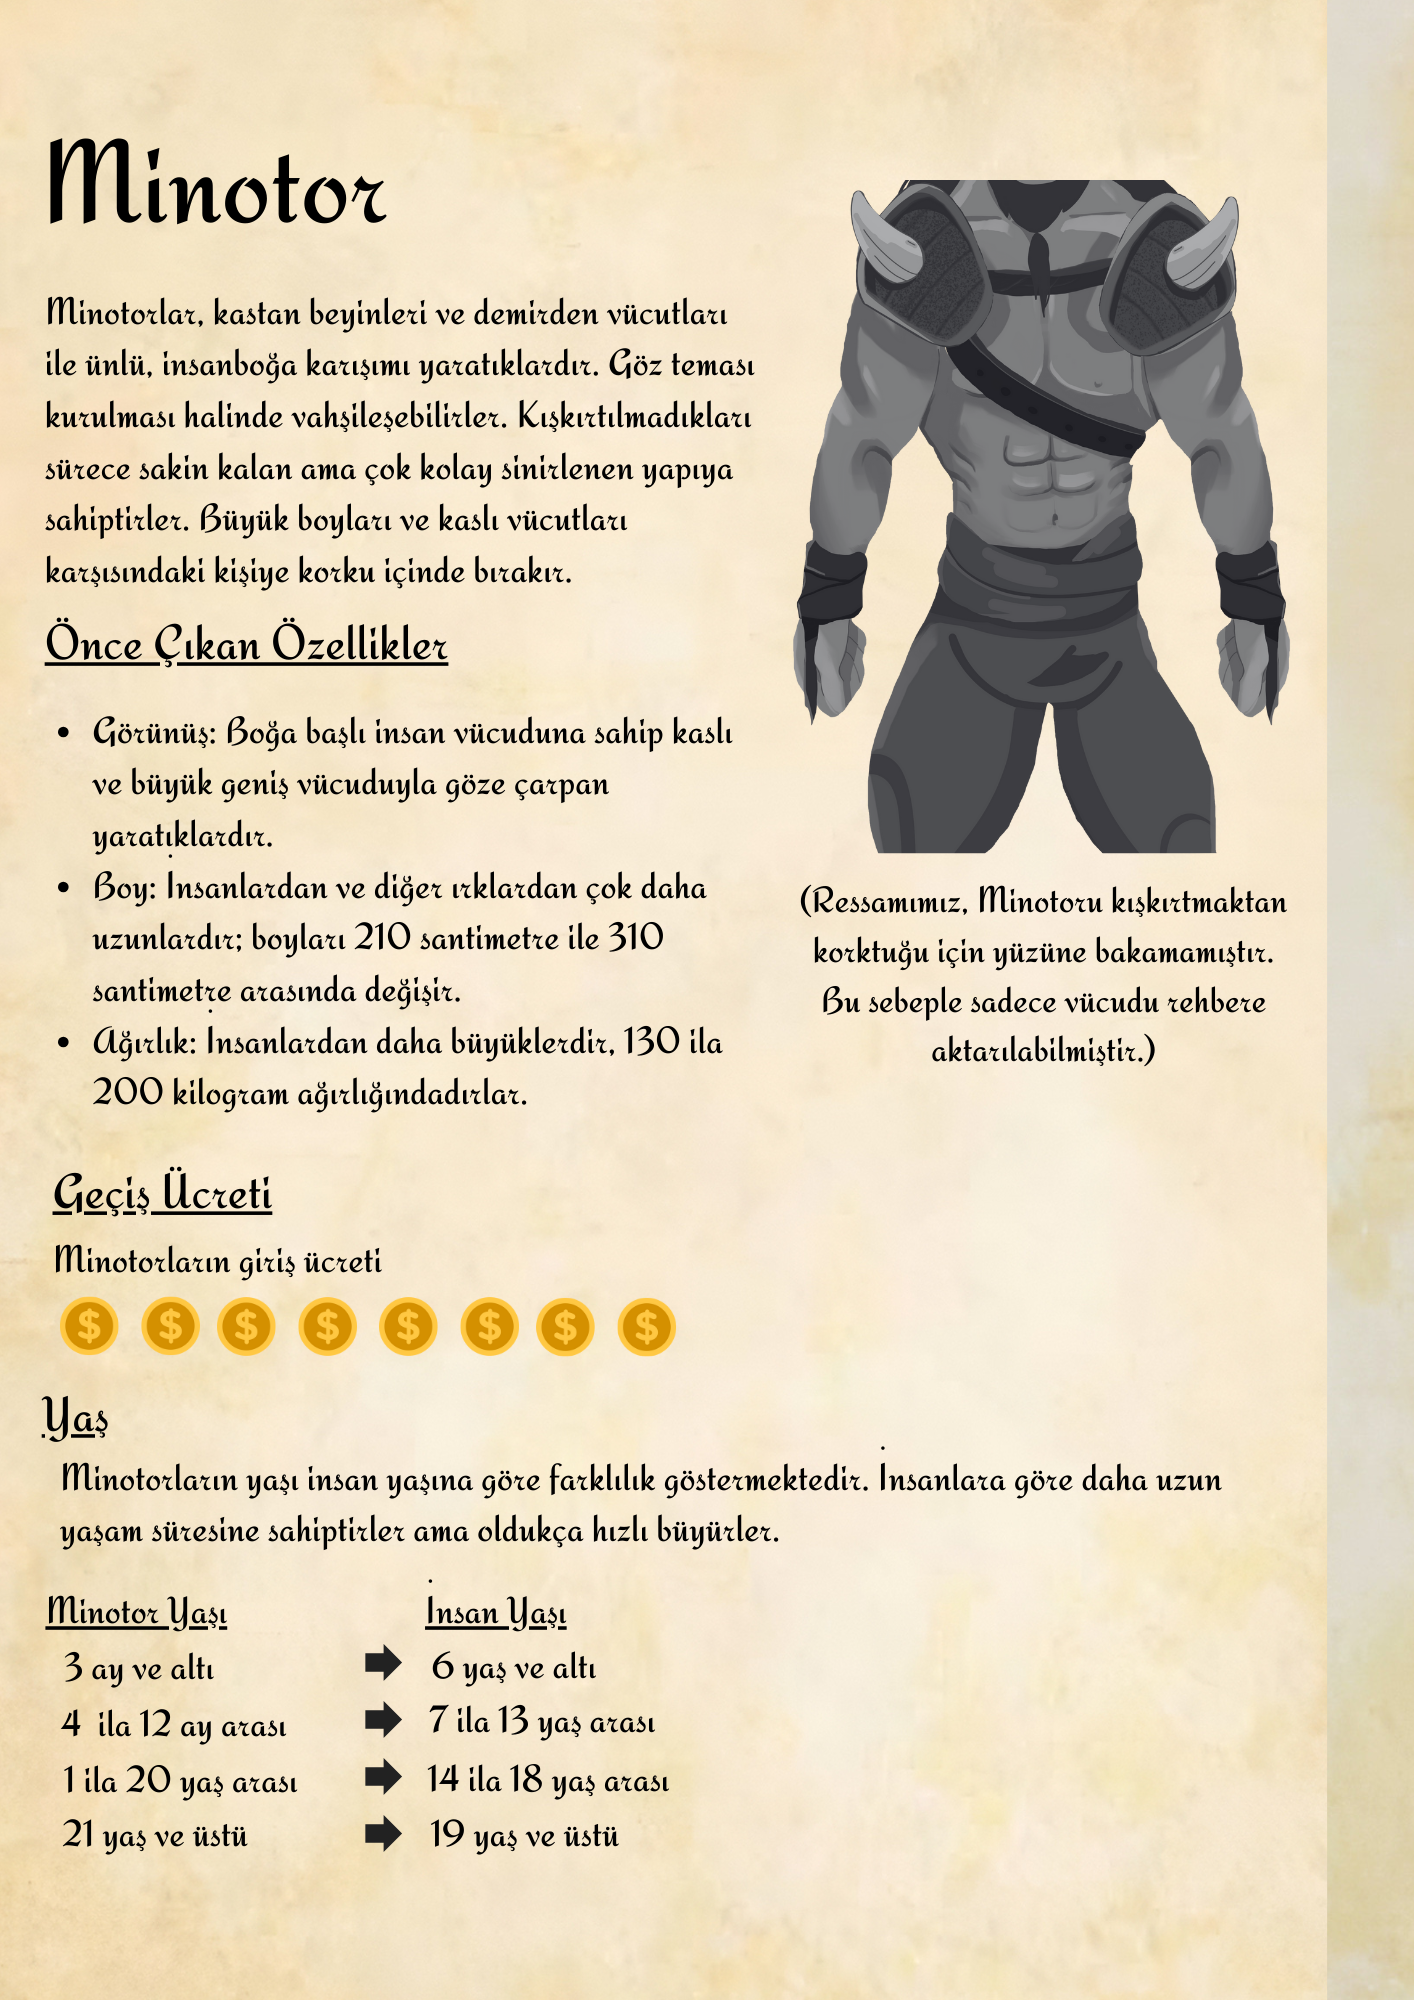 Minotor
Minotorlar, kastan beyinleri ve demirden vücutları
ile ünlü, insanboğa karışımı yaratıklardır. Göz teması
kurulması halinde vahşileşebilirler. Kışkırtılmadıkları
sürece sakin kalan ama çok kolay sinirlenen yapıya
sahiptirler. Büyük boyları ve kaslı vücutları
karşısındaki kişiye korku içinde bırakır.
Önce Çıkan Özellikler
• Görünüş: Boğa başlı insan vücuduna sahip kaslı
ve büyük geniş vücuduyla göze çarpan
yaratıklardır.
• Boy: İnsanlardan ve diğer ırklardan çok daha
uzunlardır; boyları 210 santimetre ile 310
santimetre arasında değişir.
• Ağırlık: İnsanlardan daha büyüklerdir, 130 ila
200 kilogram ağırlığındadırlar.
(Ressamımız, Minotoru kışkırtmaktan
korktuğu için yüzüne bakamamıştır.
Bu sebeple sadece vücudu rehbere
aktarılabilmiştir.)
Geçiş Ücreti
Minotorların giriş ücreti
$ $ $ $ $ $ $ $
Yaş
Minotorların yaşı insan yaşına göre farklılık göstermektedir. İnsanlara göre daha uzun
yaşam süresine sahiptirler ama oldukça hızlı büyürler.
Minotor Yaşı İnsan Yaşı
3 ay ve altı 6 yaş ve altı
4 ila 12 ay arası 7 ila 13 yaş arası
1 ila 20 yaş arası 14 ila 18 yaş arası
21 yaş ve üstü 19 yaş ve üstü